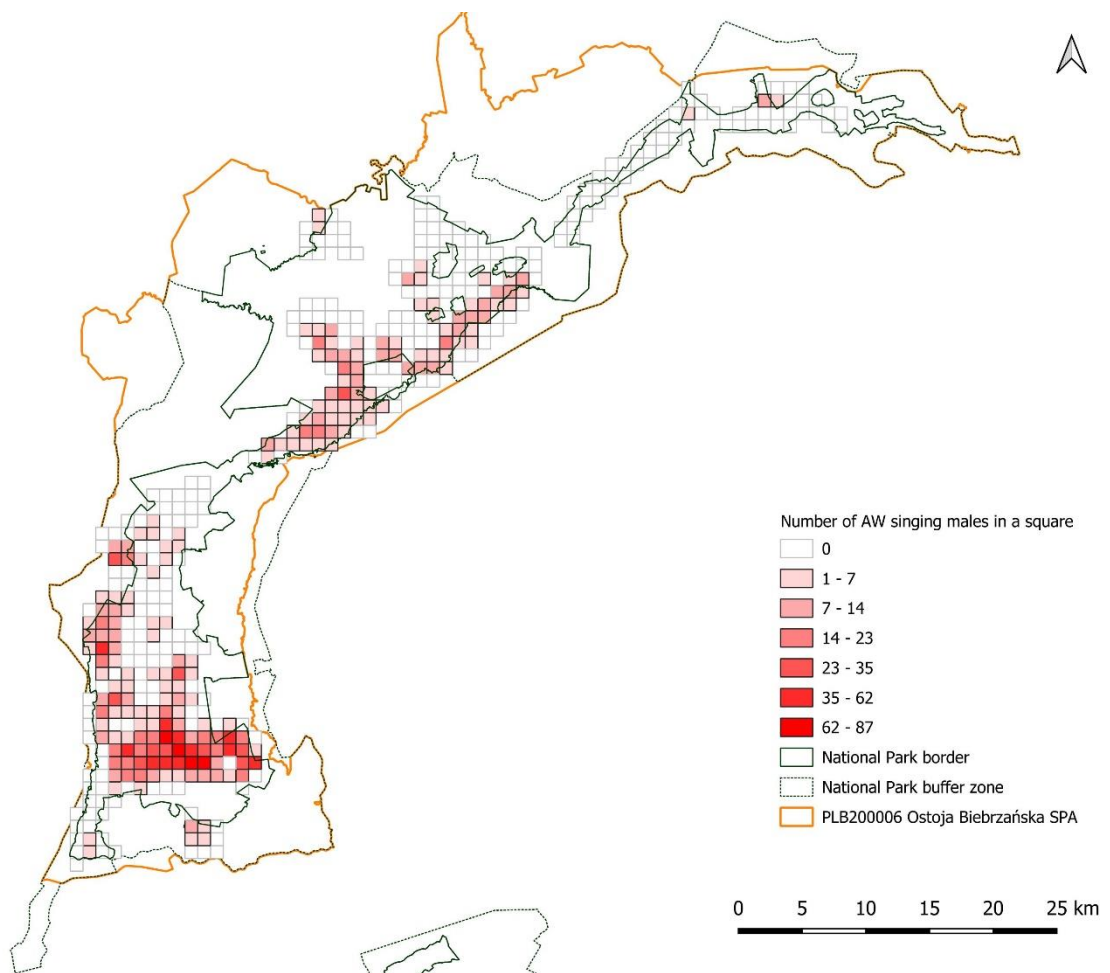 Number of AW singing males in a square
0
1 - 7
7 - 14
14 - 23
23 - 35
35 - 62
62 - 87
National Park border
National Park buffer zone
PLB200006 Ostoja Biebrzańska SPA
0 5 10 15 20 25 km